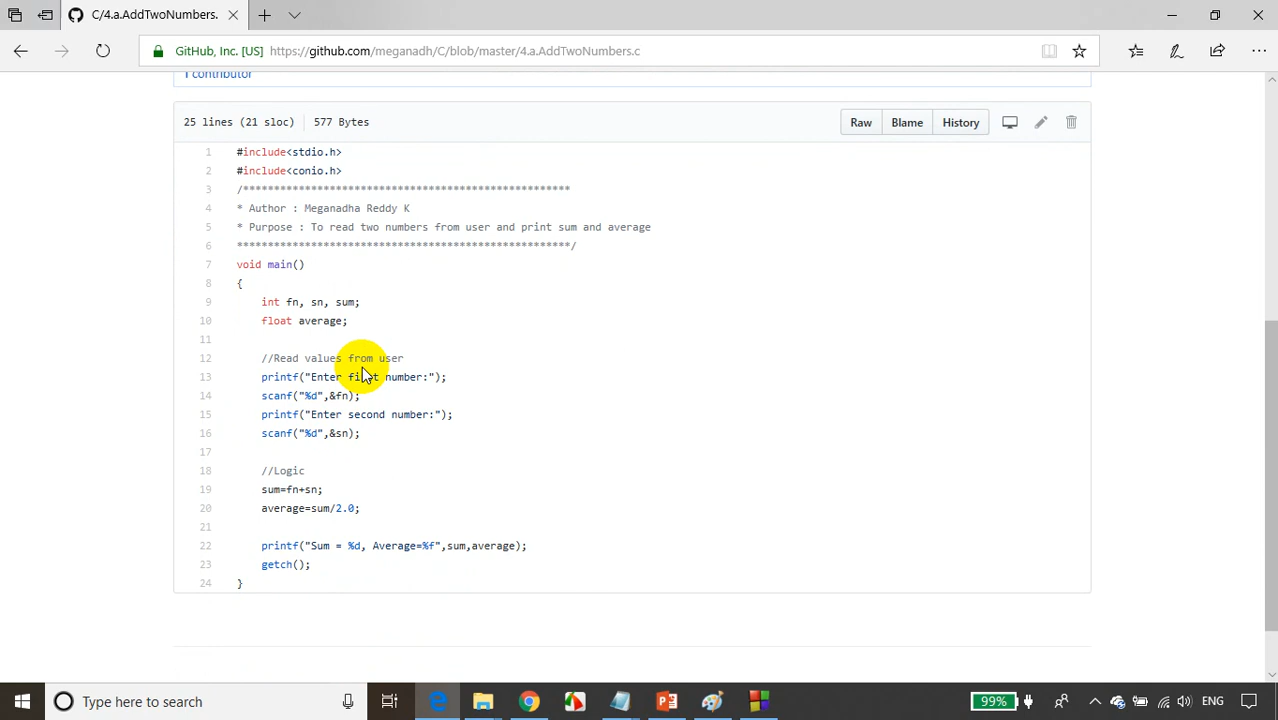 C/4.a.AddTwoNumbers.
GitHub, Inc. [US] https://github.com/meganadh/C/blob/master/4.a.AddTwoNumbers.c
1 contributor
25 lines (21 sloc) 577 Bytes
Raw Blame History
1 #include<stdio.h>
2 #include<conio.h>
3 /*****************************************************
4 * Author : Meganadha Reddy K
5 * Purpose : To read two numbers from user and print sum and average
6 ******************************************************/
7 void main()
8 {
9 int fn, sn, sum;
10 float average;
11
12 //Read values from user
13 printf("Enter first number:");
14 scanf("%d",&fn);
15 printf("Enter second number:");
16 scanf("%d",&sn);
17
18 //Logic
19 sum=fn+sn;
20 average=sum/2.0;
21
22 printf("Sum = %d, Average=%f",sum,average);
23 getch();
24 }
Type here to search
99%
ENG